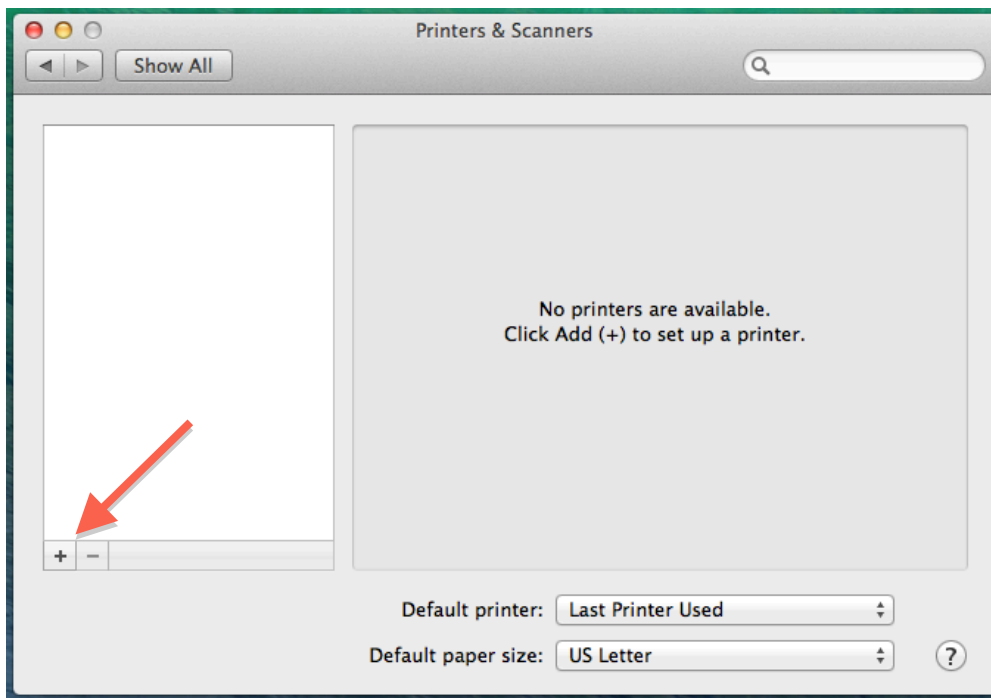 Printers & Scanners
Show All
No printers are available.
Click Add (+) to set up a printer.
+ −
Default printer: Last Printer Used
Default paper size: US Letter
?